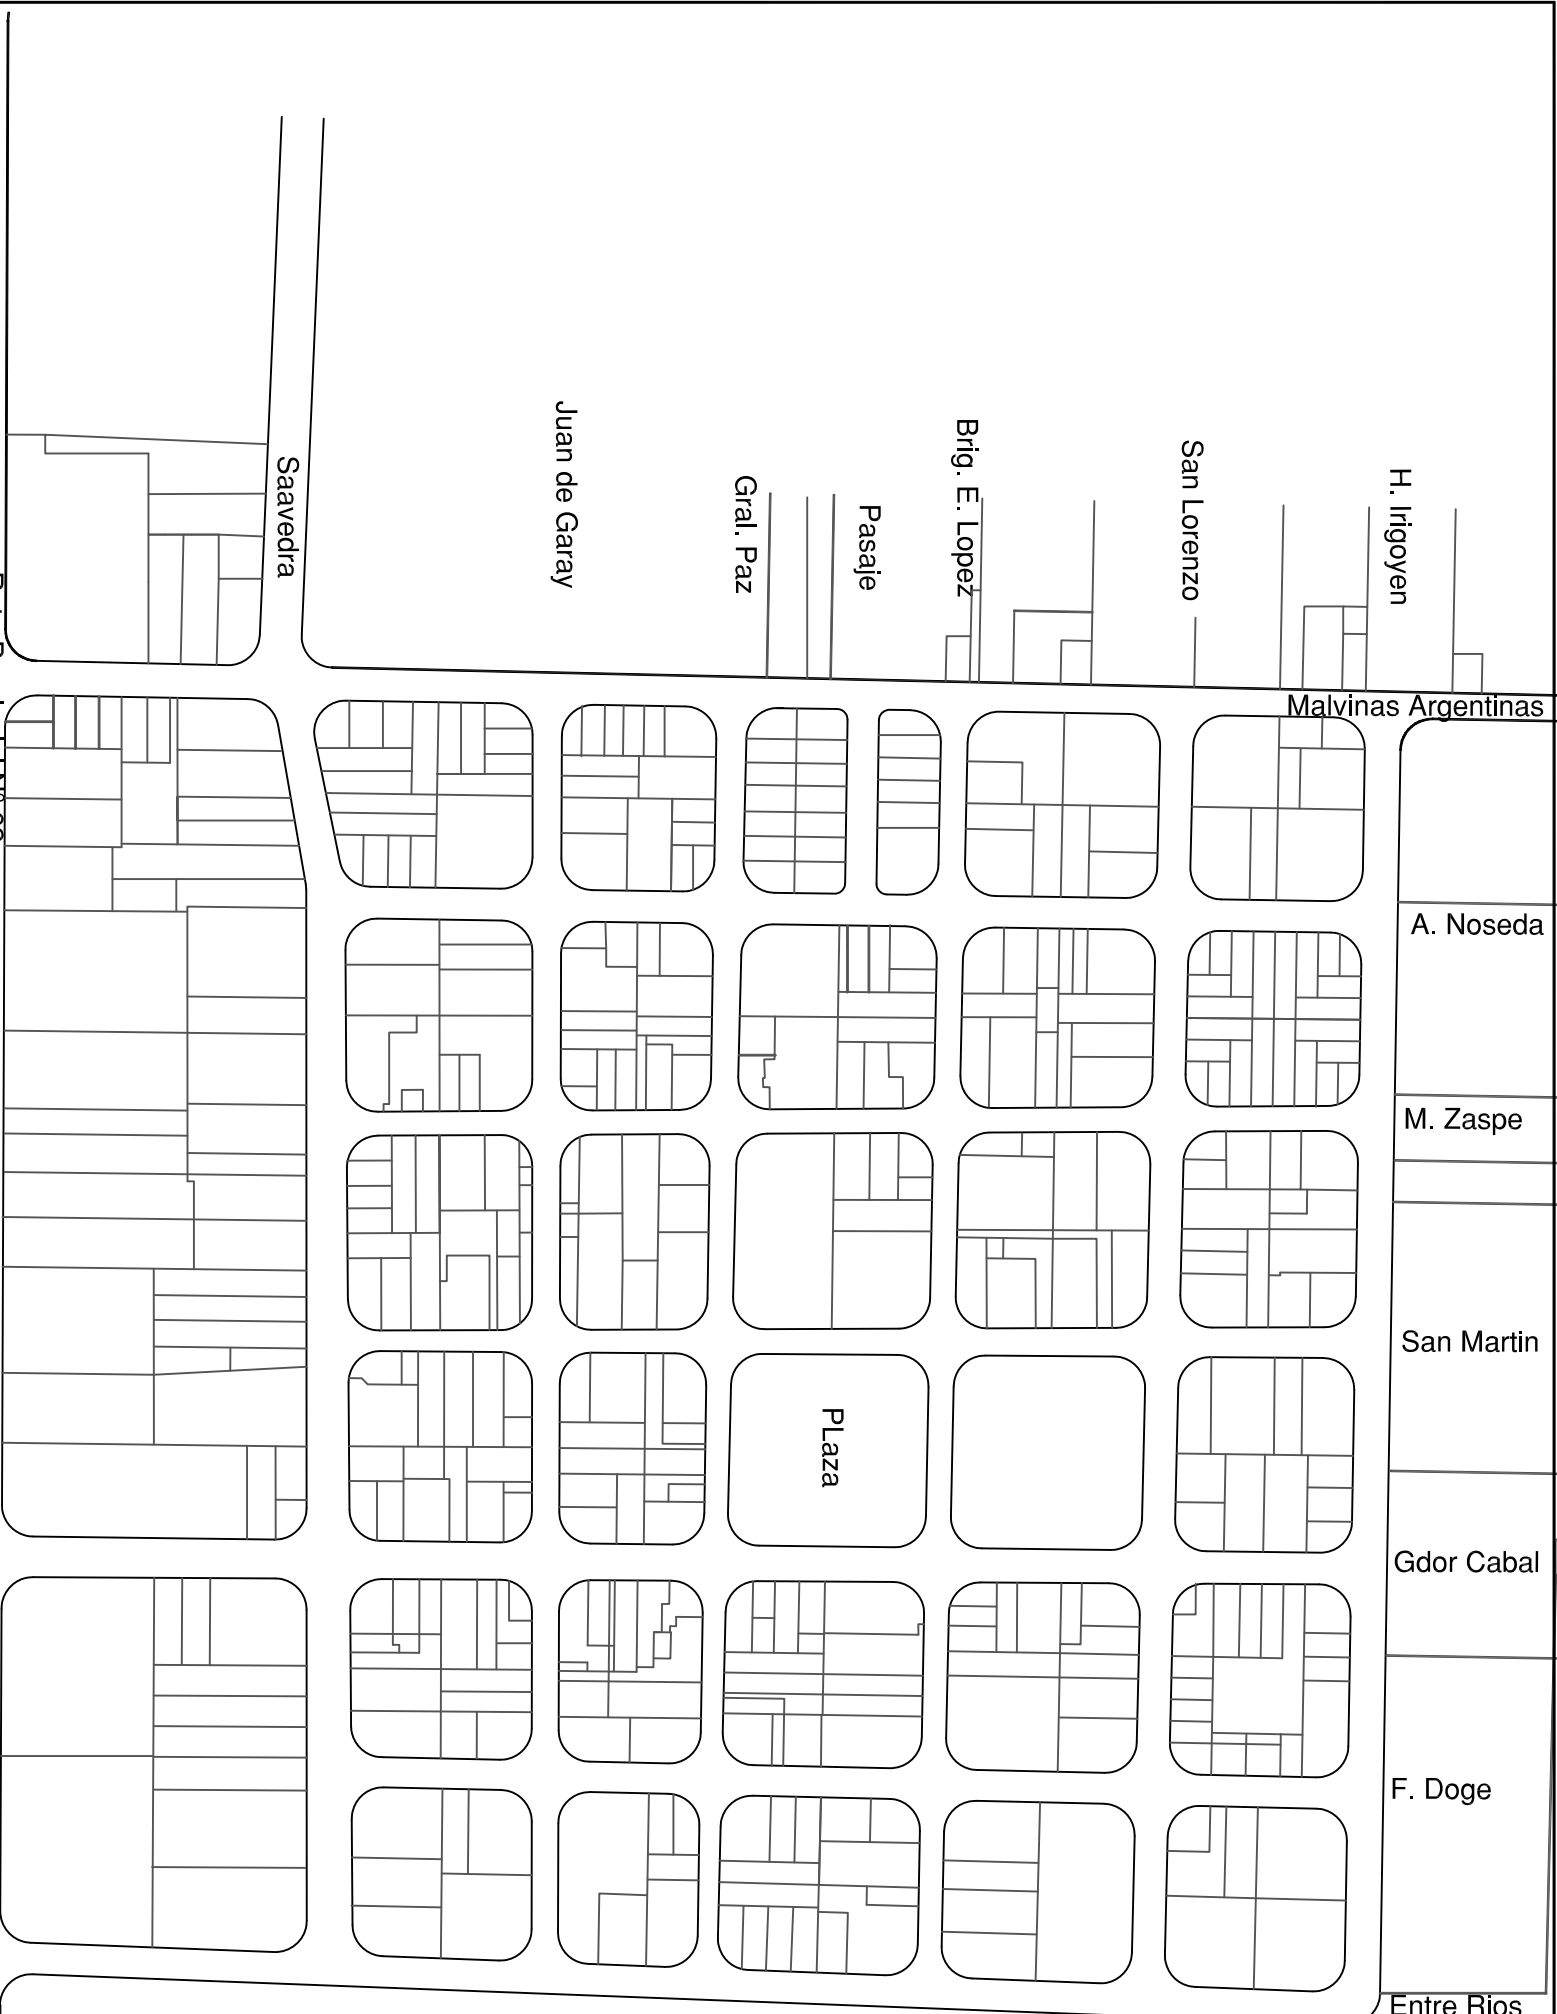 Saavedra
Juan de Garay
Gral. Paz
Pasaje
Brig. E. Lopez
San Lorenzo
H. Irigoyen
Malvinas Argentinas
A. Noseda
M. Zaspe
San Martin
PLaza
Gdor Cabal
F. Doge
Entre Rios